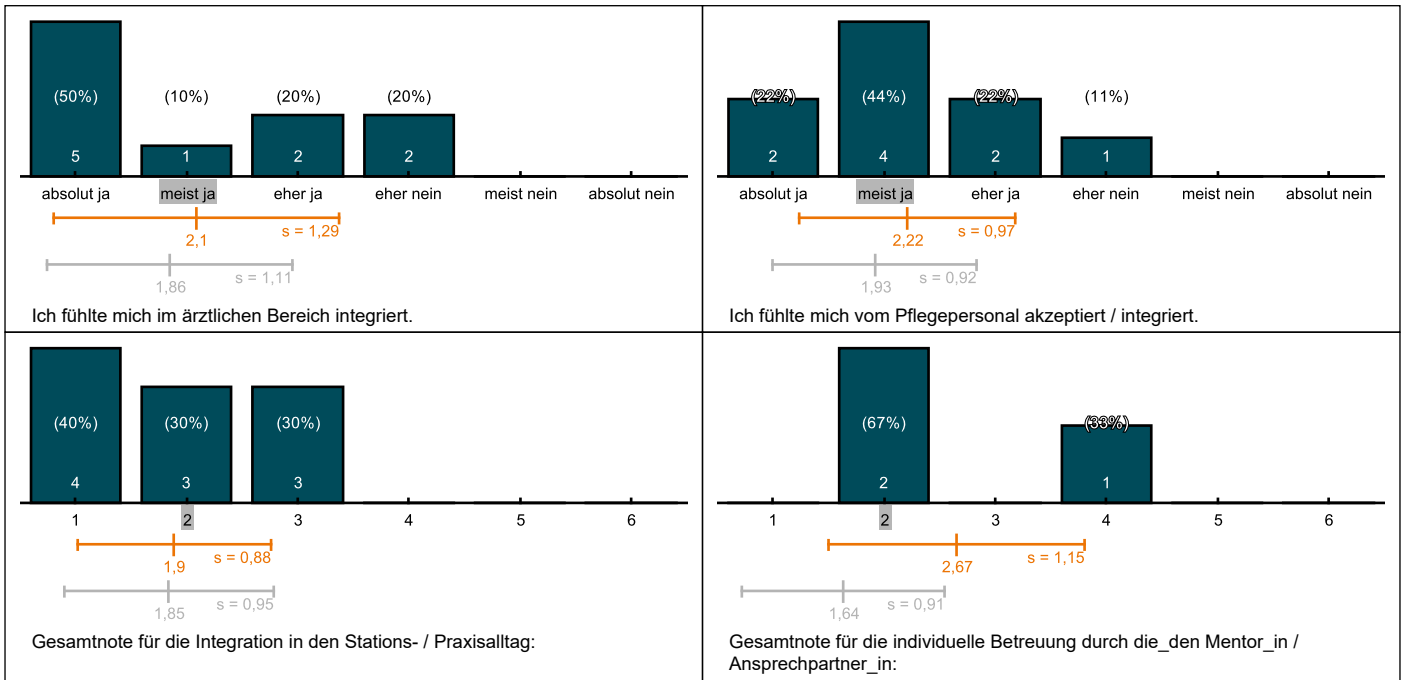 (50%) (10%) (20%) (20%)
5 1 2 2
absolut ja meist ja eher ja eher nein meist nein absolut nein
s = 1,29
2,1
s = 1,11
1,86
Ich fühlte mich im ärztlichen Bereich integriert.
(22%) (44%) (22%) (11%)
2 4 2 1
absolut ja meist ja eher ja eher nein meist nein absolut nein
s = 0,97
2,22
s = 0,92
1,93
Ich fühlte mich vom Pflegepersonal akzeptiert / integriert.
(40%) (30%) (30%)
4 3 3
1 2 3 4 5 6
s = 0,88
1,9
s = 0,95
1,85
Gesamtnote für die Integration in den Stations- / Praxisalltag:
(67%) (33%)
2 1
1 2 3 4 5 6
s = 1,15
2,67
s = 0,91
1,64
Gesamtnote für die individuelle Betreuung durch die_den Mentor_in /
Ansprechpartner_in: